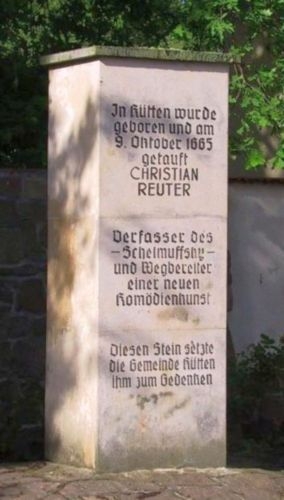 In Kütten wurde
geboren und am
9. Oktober 1665
getauft
CHRISTIAN
REUTER
Verfasser des
–Schelmuffsky–
und Wegbereiter
einer neuen
Komödienkunst
Diesen Stein setzte
die Gemeinde Kütten
ihm zum Gedenken